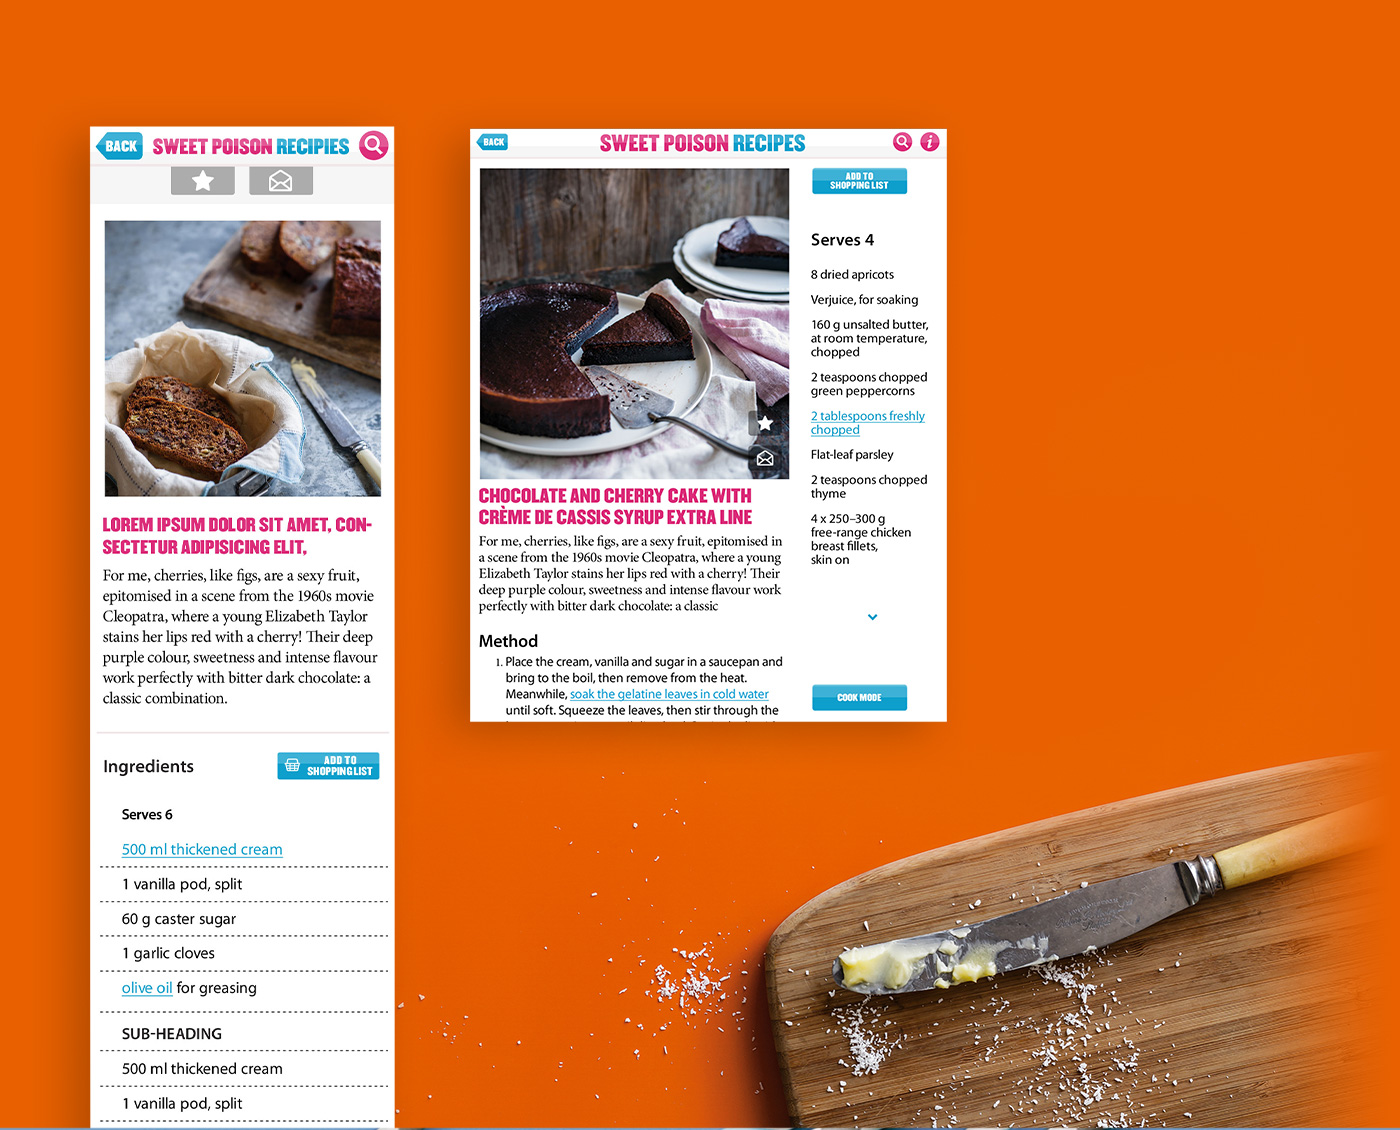 BACK
SWEET POISON RECIPIES
LOREM IPSUM DOLOR SIT AMET, CON-
SECTETUR ADIPISICING ELIT,
For me, cherries, like figs, are a sexy fruit,
epitomised in a scene from the 1960s movie
Cleopatra, where a young Elizabeth Taylor
stains her lips red with a cherry! Their deep
purple colour, sweetness and intense flavour
work perfectly with bitter dark chocolate: a
classic combination.
Ingredients
ADD TO
SHOPPING LIST
Serves 6
500 ml thickened cream
1 vanilla pod, split
60 g caster sugar
1 garlic cloves
olive oil for greasing
SUB-HEADING
500 ml thickened cream
1 vanilla pod, split
BACK
SWEET POISON RECIPES
i
CHOCOLATE AND CHERRY CAKE WITH
CRÈME DE CASSIS SYRUP EXTRA LINE
For me, cherries, like figs, are a sexy fruit, epitomised in
a scene from the 1960s movie Cleopatra, where a young
Elizabeth Taylor stains her lips red with a cherry! Their
deep purple colour, sweetness and intense flavour work
perfectly with bitter dark chocolate: a classic
Method
1. Place the cream, vanilla and sugar in a saucepan and
bring to the boil, then remove from the heat.
Meanwhile, soak the gelatine leaves in cold water
until soft. Squeeze the leaves, then stir through the
ADD TO
SHOPPING LIST
Serves 4
8 dried apricots
Verjuice, for soaking
160 g unsalted butter,
at room temperature,
chopped
2 teaspoons chopped
green peppercorns
2 tablespoons freshly
chopped
Flat-leaf parsley
2 teaspoons chopped
thyme
4 x 250–300 g
free-range chicken
breast fillets,
skin on
COOK MODE